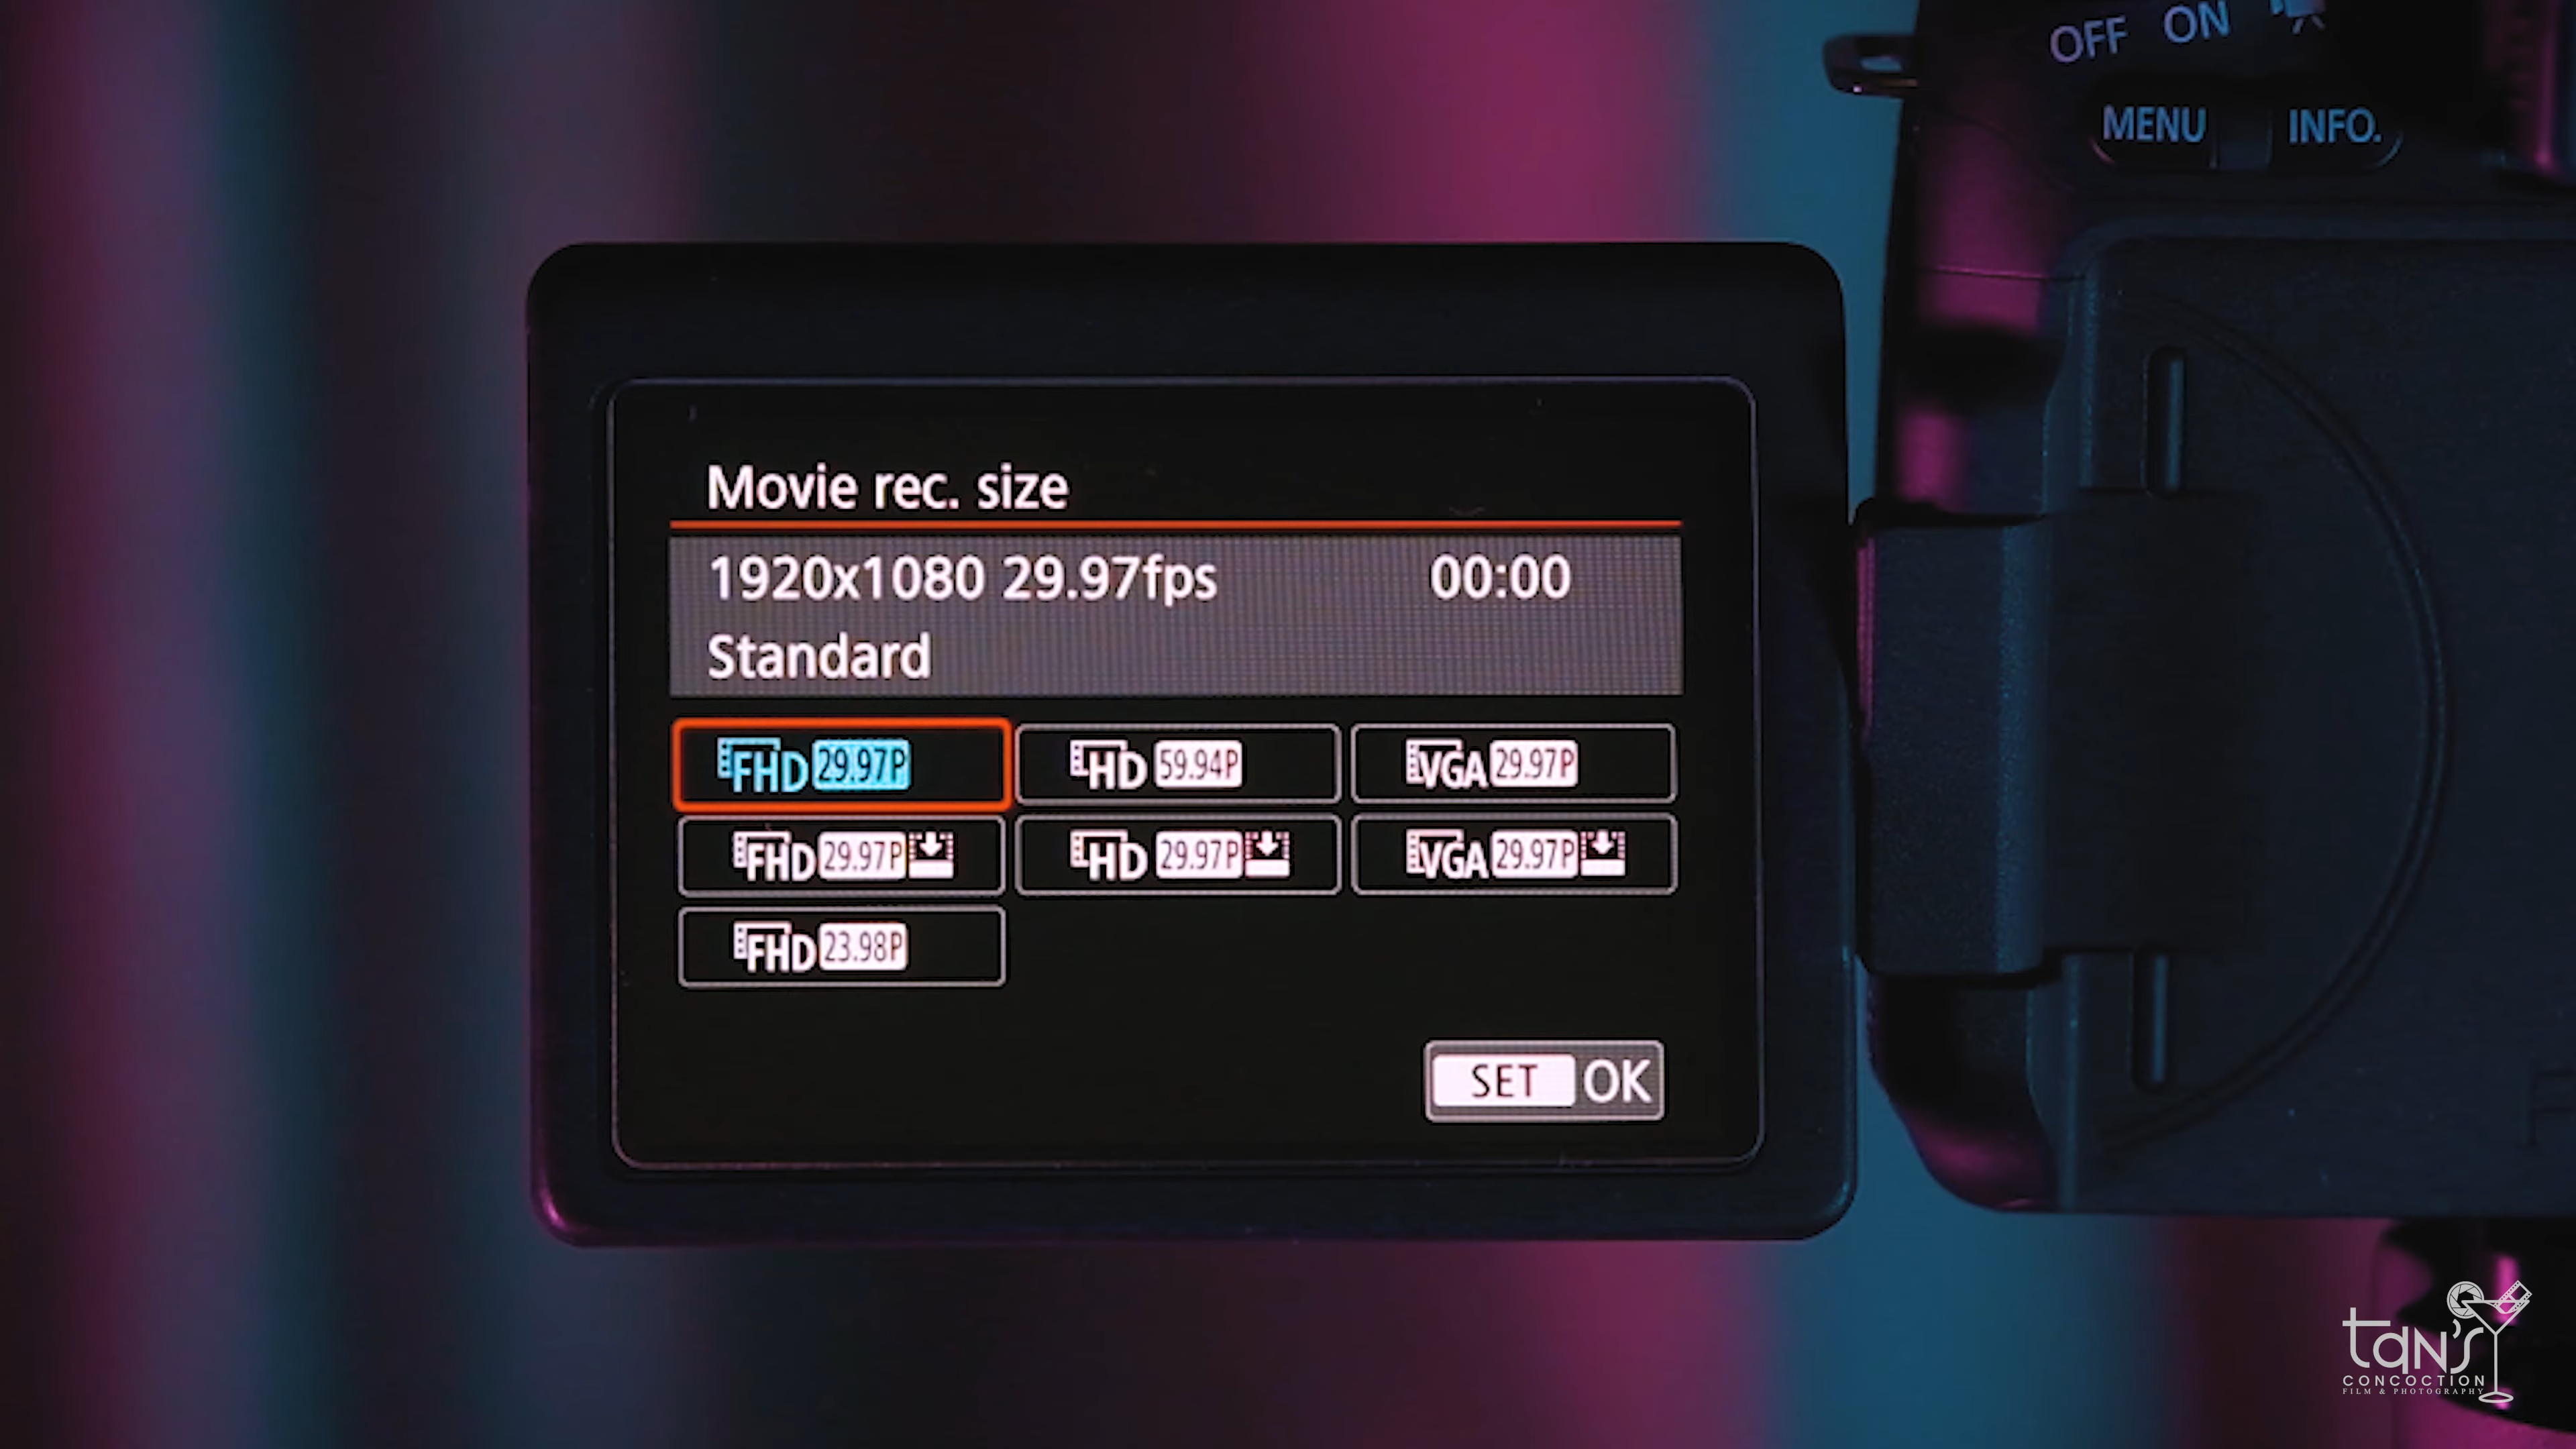 OFF ON
MENU INFO.
Movie rec. size
1920x1080 29.97fps 00:00
Standard
FHD 29.97P HD 59.94P VGA 29.97P
FHD 29.97P HD 29.97P VGA 29.97P
FHD 23.98P
SET OK
tan's
CONCOCTION
FILM & PHOTOGRAPHY